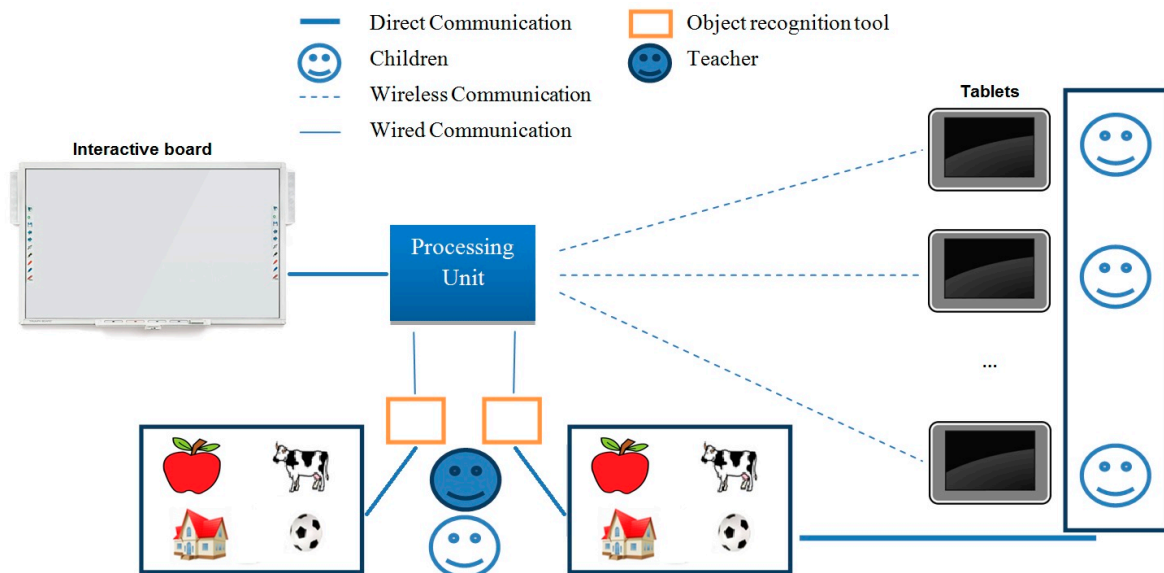 Direct Communication
Object recognition tool
Children
Teacher
Wireless Communication
Wired Communication
Interactive board
Tablets
Processing
Unit
...